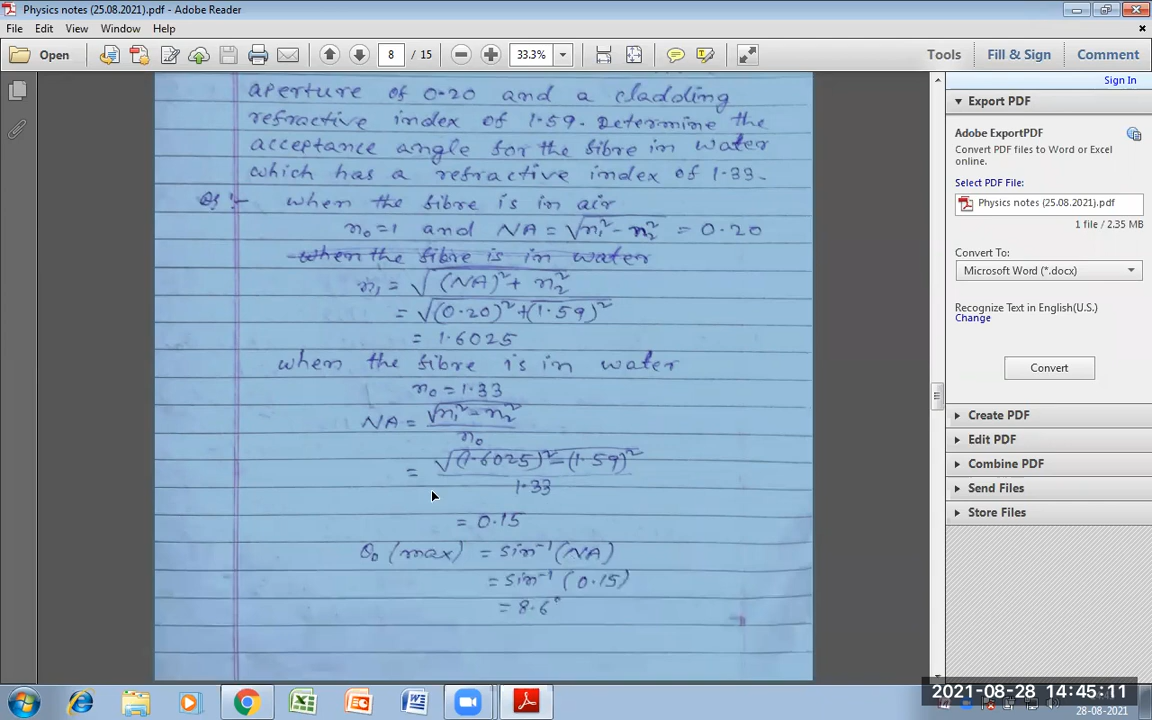 Physics notes (25.08.2021).pdf - Adobe Reader
File Edit View Window Help
Open 8 / 15 33.3% Tools Fill & Sign Comment
Sign In
Export PDF
Adobe ExportPDF
Convert PDF files to Word or Excel
online.
Select PDF File:
Physics notes (25.08.2021).pdf
1 file / 2.35 MB
Convert To:
Microsoft Word (*.docx)
Recognize Text in English(U.S.)
Change
Convert
Create PDF
Edit PDF
Combine PDF
Send Files
Store Files
aperture of 0.20 and a cladding
refractive index of 1.59. Determine the
acceptance angle for the fibre in water
which has a refractive index of 1.33.
when the fibre is in air
n₀=1 and NA = √n₁² - n₂² = 0.20
when the fibre is in water
n₁ = √(NA)² + n₂²
= √(0.20)² + (1.59)²
= 1.6025
when the fibre is in water
n₀ = 1.33
NA = √n₁² - n₂²
n₀
= √(1.6025)² - (1.59)²
1.33
= 0.15
θ₀ (max) = sin⁻¹ (NA)
= sin⁻¹ (0.15)
= 8.6°
2021-08-28 14:45:11
28-08-2021